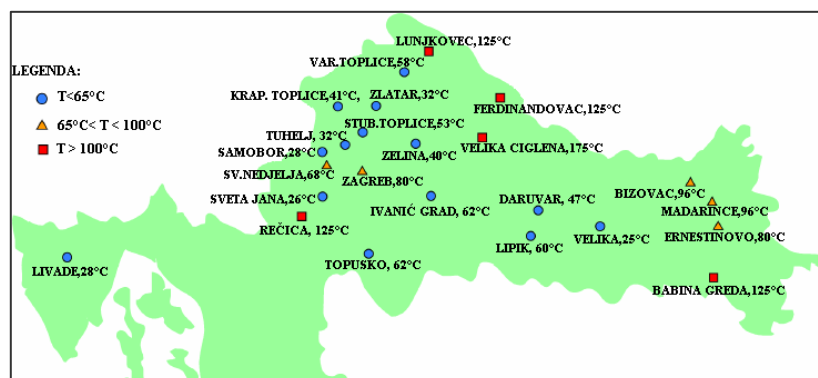 LUNJKOVEC,125°C
VAR.TOPLICE,58°C
LEGENDA:
T<65°C
65°C< T < 100°C
T > 100°C
KRAP. TOPLICE,41°C,
ZLATAR,32°C
FERDINANDOVAC,125°C
STUB.TOPLICE,53°C
TUHELJ, 32°C
VELIKA CIGLENA,175°C
SAMOBOR,28°C
ZELINA,40°C
SV.NEDJELJA,68°C
ZAGREB,80°C
BIZOVAC,96°C
SVETA JANA,26°C
IVANIĆ GRAD, 62°C
DARUVAR, 47°C
MADARINCE,96°C
REČICA, 125°C
LIPIK, 60°C
VELIKA,25°C
ERNESTINOVO,80°C
LIVADE,28°C
TOPUSKO, 62°C
BABINA GREDA,125°C